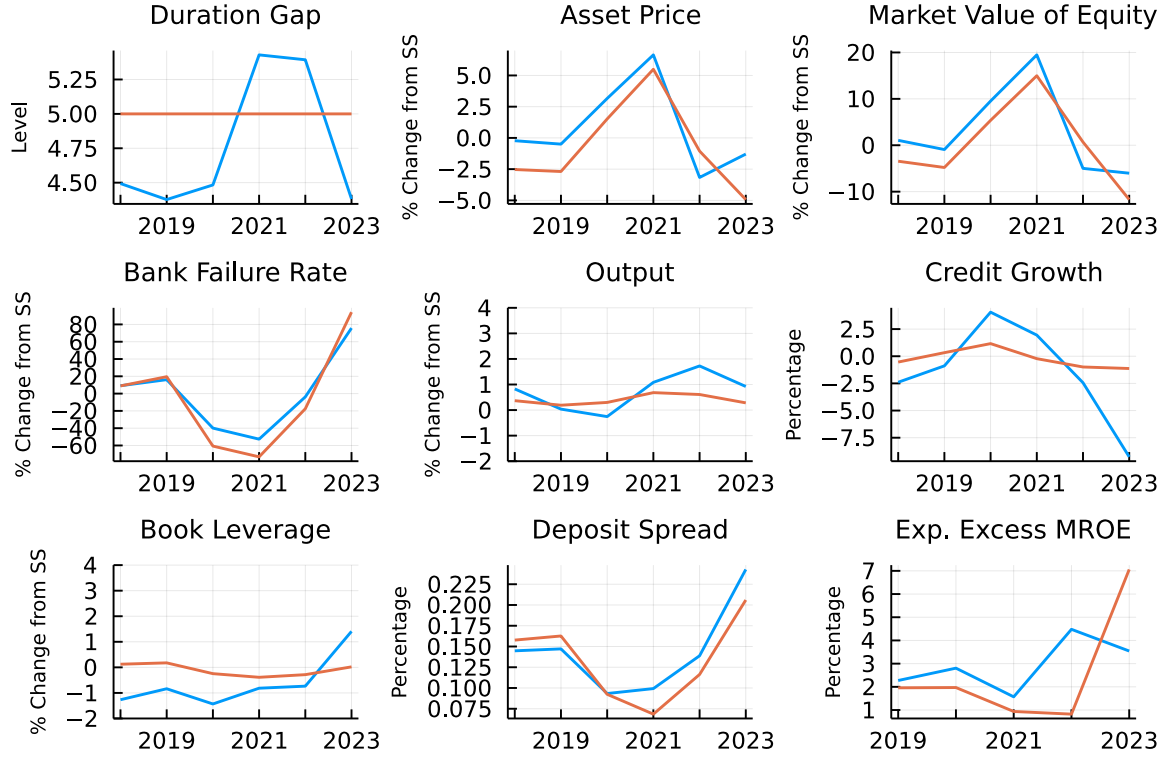 Duration Gap
Level
5.25
5.00
4.75
4.50
2019 2021 2023
Asset Price
% Change from SS
5.0
2.5
0.0
−2.5
−5.0
2019 2021 2023
Market Value of Equity
% Change from SS
20
10
0
−10
2019 2021 2023
Bank Failure Rate
% Change from SS
80
60
40
20
0
−20
−40
−60
2019 2021 2023
Output
% Change from SS
4
3
2
1
0
−1
−2
2019 2021 2023
Credit Growth
Percentage
2.5
0.0
−2.5
−5.0
−7.5
2019 2021 2023
Book Leverage
% Change from SS
4
3
2
1
0
−1
−2
2019 2021 2023
Deposit Spread
Percentage
0.225
0.200
0.175
0.150
0.125
0.100
0.075
2019 2021 2023
Exp. Excess MROE
Percentage
7
6
5
4
3
2
1
2019 2021 2023